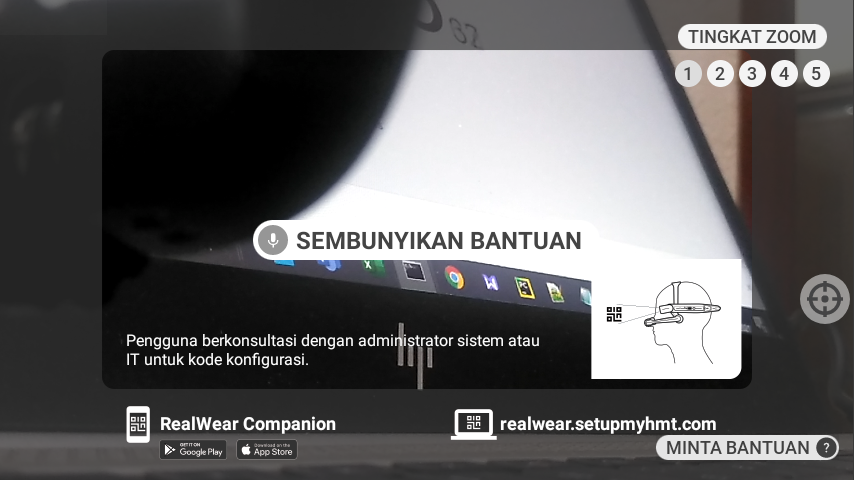 TINGKAT ZOOM
1 2 3 4 5
SEMBUNYIKAN BANTUAN
Pengguna berkonsultasi dengan administrator sistem atau
IT untuk kode konfigurasi.
RealWear Companion
GET IT ON
Google Play
Download on the
App Store
realwear.setupmyhmt.com
MINTA BANTUAN ?